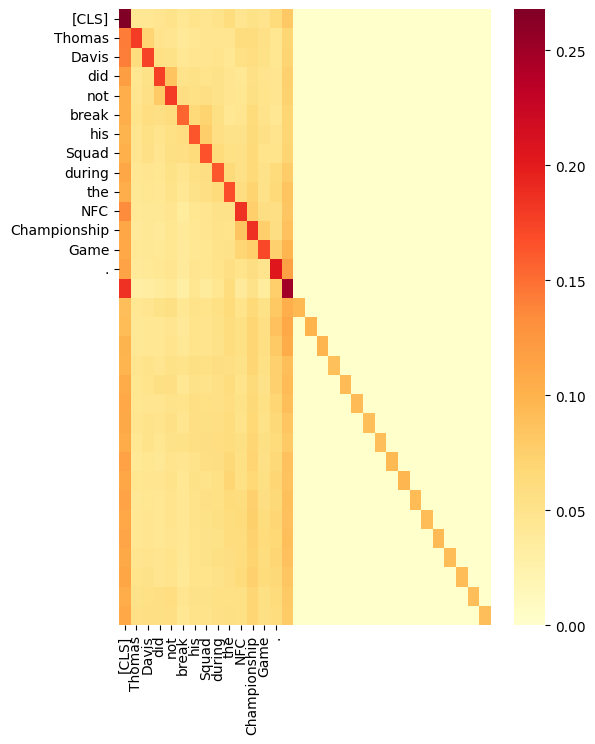 [CLS]
Thomas
Davis
did
not
break
his
Squad
during
the
NFC
Championship
Game
.
0.25
0.20
0.15
0.10
0.05
0.00
[CLS]
Thomas
Davis
did
not
break
his
Squad
during
the
NFC
Championship
Game
.